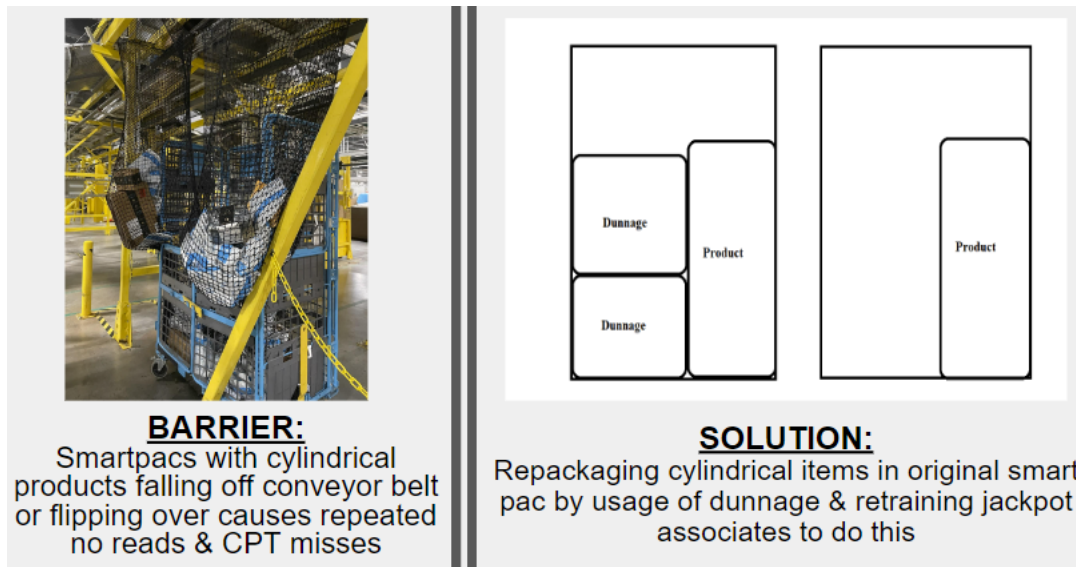 BARRIER:
Smartpacs with cylindrical
products falling off conveyor belt
or flipping over causes repeated
no reads & CPT misses
Dunnage
Dunnage
Product
Product
SOLUTION:
Repackaging cylindrical items in original smart
pac by usage of dunnage & retraining jackpot
associates to do this